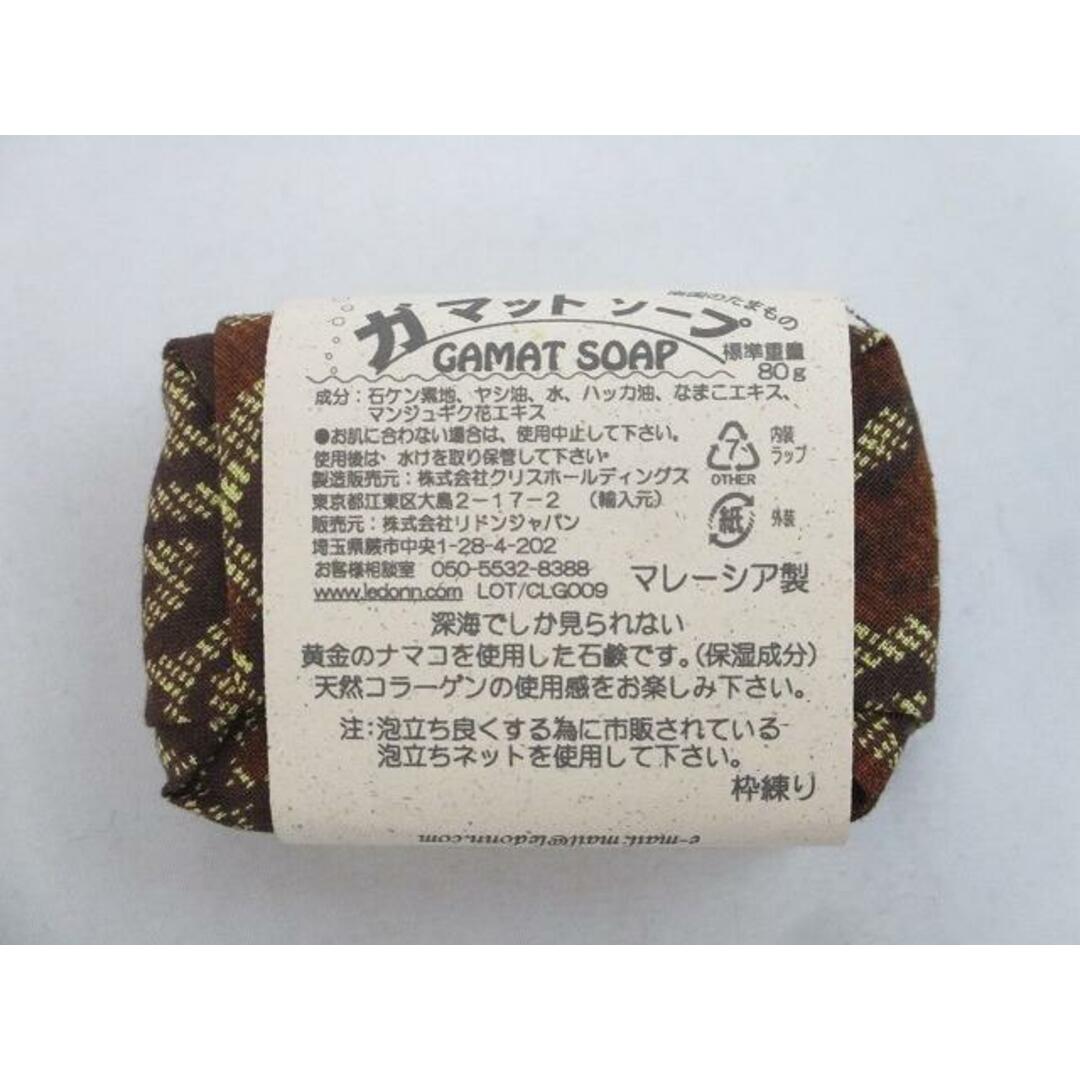 のたまもの
ガマットソープ
GAMAT SOAP
標準重量
80g
成分：石ケン素地、ヤシ油、水、ハッカ油、なまこエキス、
マンジュギク花エキス
●お肌に合わない場合は、使用中止して下さい。
使用後は、水けを取り保管して下さい。
製造販売元：株式会社クリスホールディングス
東京都江東区大島2－17－2 （輸入元）
販売元：株式会社リドンジャパン
埼玉県蕨市中央1-28-4-202
お客様相談室 050-5532-8388
www.ledonn.com LOT/CLG009
7
OTHER
内装
ラップ
紙
外装
マレーシア製
深海でしか見られない
黄金のナマコを使用した石鹸です。（保湿成分）
天然コラーゲンの使用感をお楽しみ下さい。
注：泡立ち良くする為に市販されている
泡立ちネットを使用して下さい。
枠練り
e-mail:mail@ledonn.com